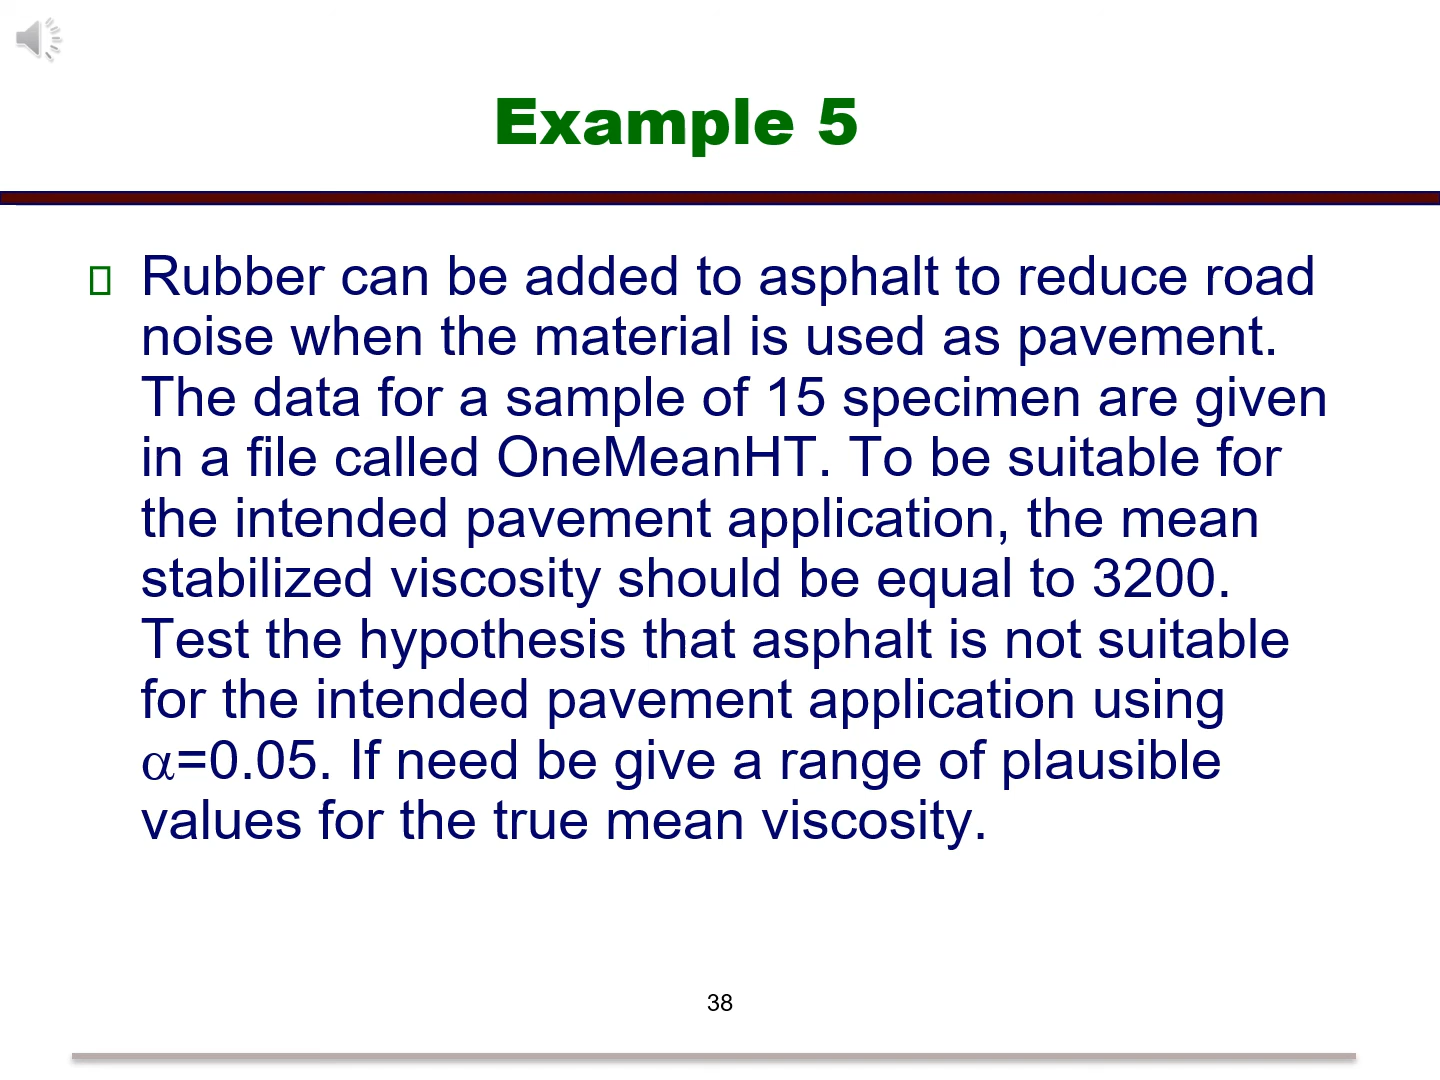 Example 5
Rubber can be added to asphalt to reduce road
noise when the material is used as pavement.
The data for a sample of 15 specimen are given
in a file called OneMeanHT. To be suitable for
the intended pavement application, the mean
stabilized viscosity should be equal to 3200.
Test the hypothesis that asphalt is not suitable
for the intended pavement application using
α=0.05. If need be give a range of plausible
values for the true mean viscosity.
38